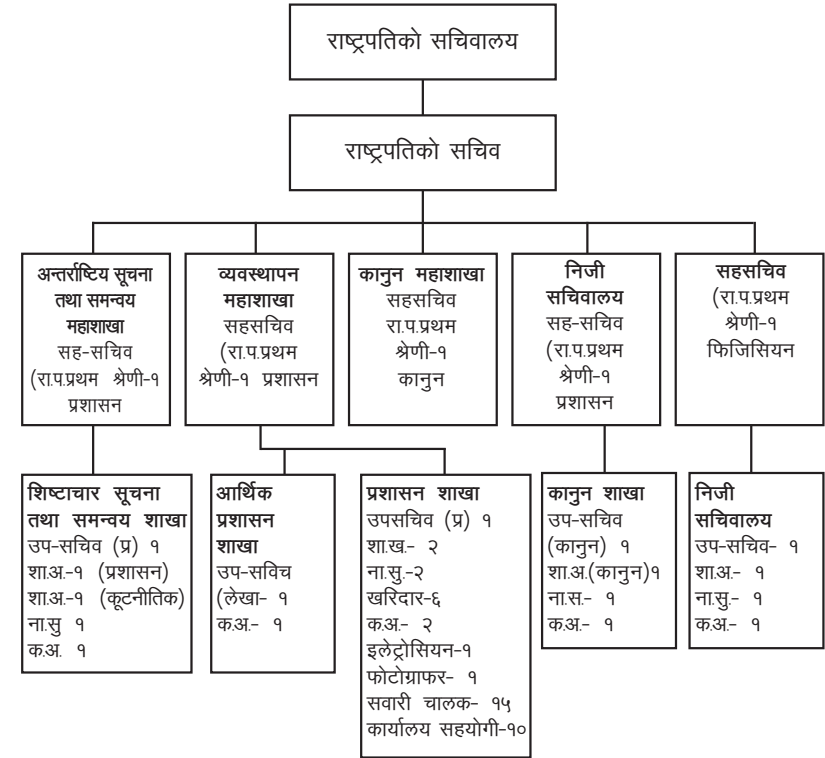 राष्ट्रपतिको सचिवालय
राष्ट्रपतिको सचिव
अन्तर्राष्टिय सूचना
तथा समन्वय
महाशाखा
सह-सचिव
(रा.प.प्रथम श्रेणी-१
प्रशासन
व्यवस्थापन
महाशाखा
सहसचिव
(रा.प.प्रथम
श्रेणी-१ प्रशासन
कानुन महाशाखा
सहसचिव
रा.प.प्रथम
श्रेणी-१
कानुन
निजी
सचिवालय
सह-सचिव
(रा.प.प्रथम
श्रेणी-१
प्रशासन
सहसचिव
(रा.प.प्रथम
श्रेणी-१
फिजिसियन
शिष्टाचार सूचना
तथा समन्वय शाखा
उप-सचिव (प्र) १
शा.अ.-१ (प्रशासन)
शा.अ.-१ (कूटनीतिक)
ना.सु १
क.अ. १
आर्थिक
प्रशासन
शाखा
उप-सविच
(लेखा- १
क.अ.- १
प्रशासन शाखा
उपसचिव (प्र) १
शा.ख.- २
ना.सु.-२
खरिदार-६
क.अ.- २
इलेट्रोसियन-१
फोटोग्राफर- १
सवारी चालक- १५
कार्यालय सहयोगी-१०
कानुन शाखा
उप-सचिव
(कानुन) १
शा.अ.(कानुन)१
ना.स.- १
क.अ.- १
निजी
सचिवालय
उप-सचिव- १
शा.अ.- १
ना.सु.- १
क.अ.- १